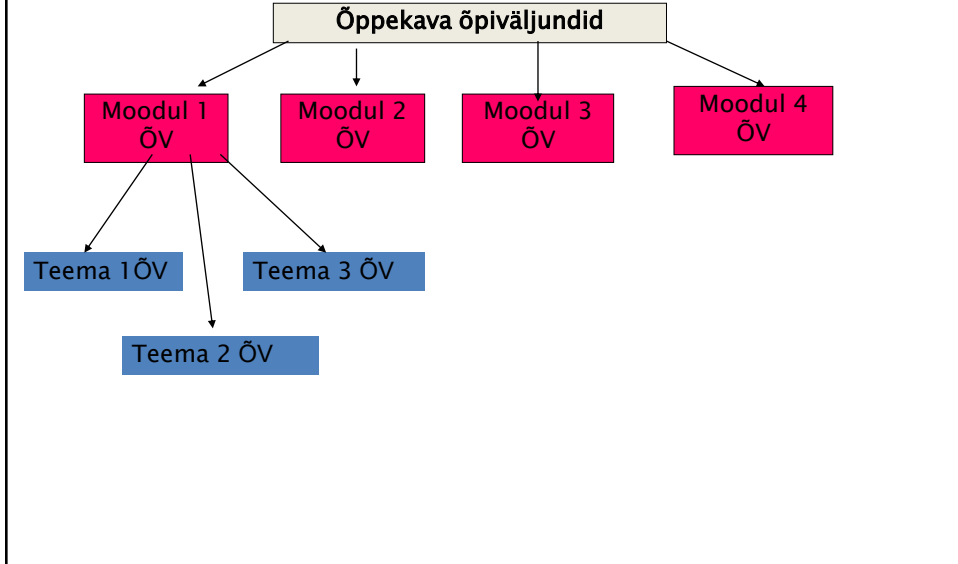 Õppekava õpiväljundid
Moodul 1
ÕV
Moodul 2
ÕV
Moodul 3
ÕV
Moodul 4
ÕV
Teema 1ÕV
Teema 3 ÕV
Teema 2 ÕV